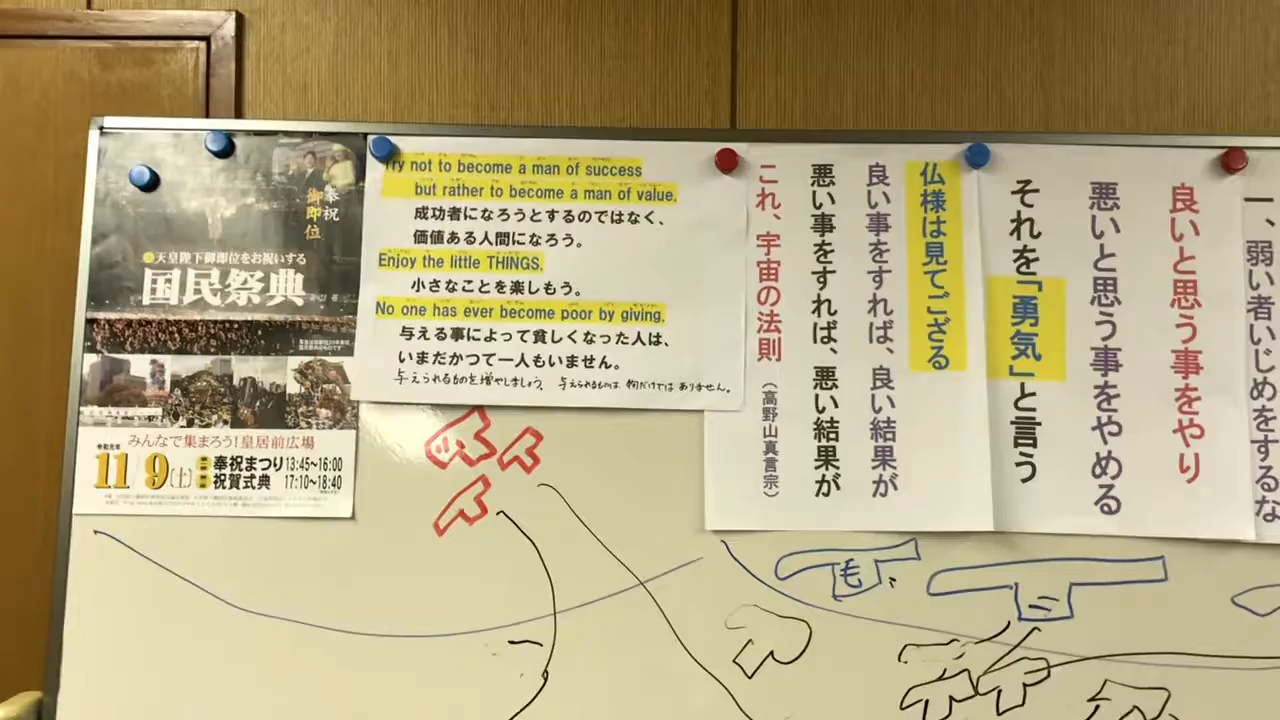 奉祝
御即位
天皇陛下御即位をお祝いする
国民祭典
令和元年
みんなで集まろう!皇居前広場
11 9(土)
奉祝まつり13:45~16:00
祝賀式典 17:10~18:40
Try not to become a man of success
but rather to become a man of value.
成功者になろうとするのではなく、
価値ある人間になろう。
Enjoy the little THINGS.
小さなことを楽しもう。
No one has ever become poor by giving.
与える事によって貧しくなった人は、
いまだかつて一人もいません。
与えられるものを増やしましょう。 与えられるものは 物だけでは ありません。
一、弱い者いじめをするな
良いと思う事をやり
悪いと思う事をやめる
それを「勇気」と言う
仏様は見てござる
良い事をすれば、良い結果が
悪い事をすれば、悪い結果が
これ、宇宙の法則
(高野山真言宗)
も